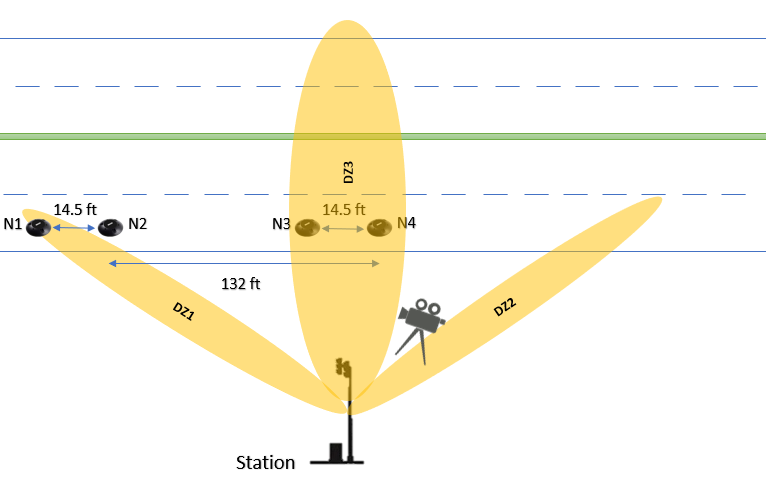 DZ3
14.5 ft
14.5 ft
N1
N2
N3
N4
132 ft
DZ1
DZ2
Station